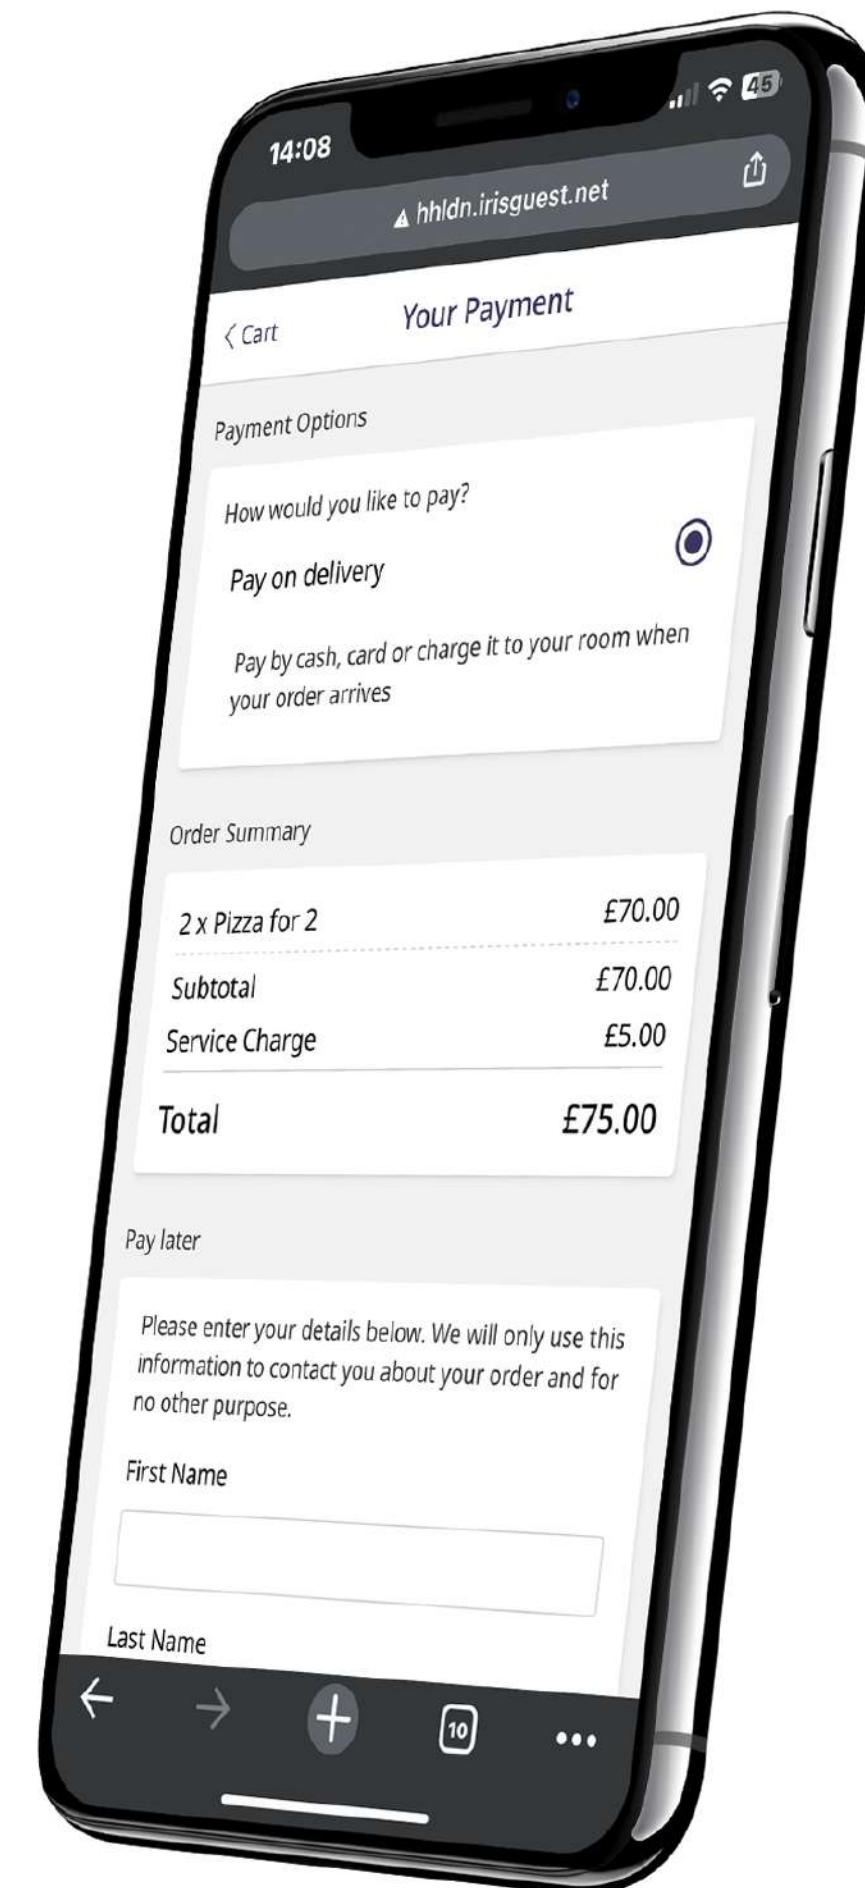 14:08
45
hhldn.irisguest.net
Cart
Your Payment
Payment Options
How would you like to pay?
Pay on delivery
Pay by cash, card or charge it to your room when
your order arrives
Order Summary
2 x Pizza for 2 £70.00
Subtotal £70.00
Service Charge £5.00
Total £75.00
Pay later
Please enter your details below. We will only use this
information to contact you about your order and for
no other purpose.
First Name
Last Name
10